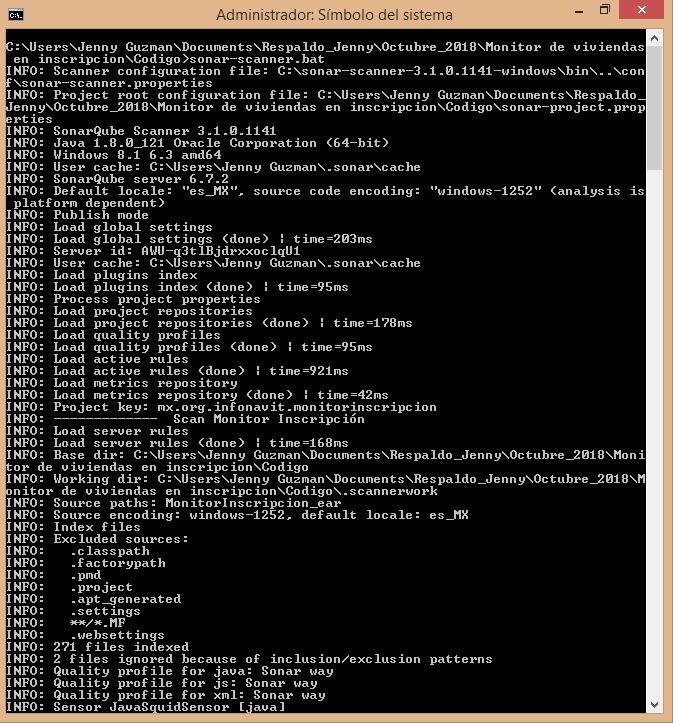 Administrador: Símbolo del sistema
C:\Users\Jenny Guzman\Documents\Respaldo_Jenny\Octubre_2018\Monitor de viviendas
 en inscripcion\Codigo>sonar-scanner.bat
INFO: Scanner configuration file: C:\sonar-scanner-3.1.0.1141-windows\bin\..\con
f\sonar-scanner.properties
INFO: Project root configuration file: C:\Users\Jenny Guzman\Documents\Respaldo_
Jenny\Octubre_2018\Monitor de viviendas en inscripcion\Codigo\sonar-project.prop
erties
INFO: SonarQube Scanner 3.1.0.1141
INFO: Java 1.8.0_121 Oracle Corporation (64-bit)
INFO: Windows 8.1 6.3 amd64
INFO: User cache: C:\Users\Jenny Guzman\.sonar\cache
INFO: SonarQube server 6.7.2
INFO: Default locale: "es_MX", source code encoding: "windows-1252" (analysis is
 platform dependent)
INFO: Publish mode
INFO: Load global settings
INFO: Load global settings (done) | time=203ms
INFO: Server id: AWU-q3tlBjdrxxoclqU1
INFO: User cache: C:\Users\Jenny Guzman\.sonar\cache
INFO: Load plugins index
INFO: Load plugins index (done) | time=95ms
INFO: Process project properties
INFO: Load project repositories
INFO: Load project repositories (done) | time=178ms
INFO: Load quality profiles
INFO: Load quality profiles (done) | time=95ms
INFO: Load active rules
INFO: Load active rules (done) | time=921ms
INFO: Load metrics repository
INFO: Load metrics repository (done) | time=42ms
INFO: Project key: mx.org.infonavit.monitorinscripcion
INFO: -------------  Scan Monitor Inscripción
INFO: Load server rules
INFO: Load server rules (done) | time=168ms
INFO: Base dir: C:\Users\Jenny Guzman\Documents\Respaldo_Jenny\Octubre_2018\Moni
tor de viviendas en inscripcion\Codigo
INFO: Working dir: C:\Users\Jenny Guzman\Documents\Respaldo_Jenny\Octubre_2018\M
onitor de viviendas en inscripcion\Codigo\.scannerwork
INFO: Source paths: MonitorInscripcion_ear
INFO: Source encoding: windows-1252, default locale: es_MX
INFO: Index files
INFO: Excluded sources:
INFO:   .classpath
INFO:   .factorypath
INFO:   .pmd
INFO:   .project
INFO:   .apt_generated
INFO:   .settings
INFO:   **/*.MF
INFO:   .websettings
INFO: 271 files indexed
INFO: 2 files ignored because of inclusion/exclusion patterns
INFO: Quality profile for java: Sonar way
INFO: Quality profile for js: Sonar way
INFO: Quality profile for xml: Sonar way
INFO: Sensor JavaSquidSensor [java]